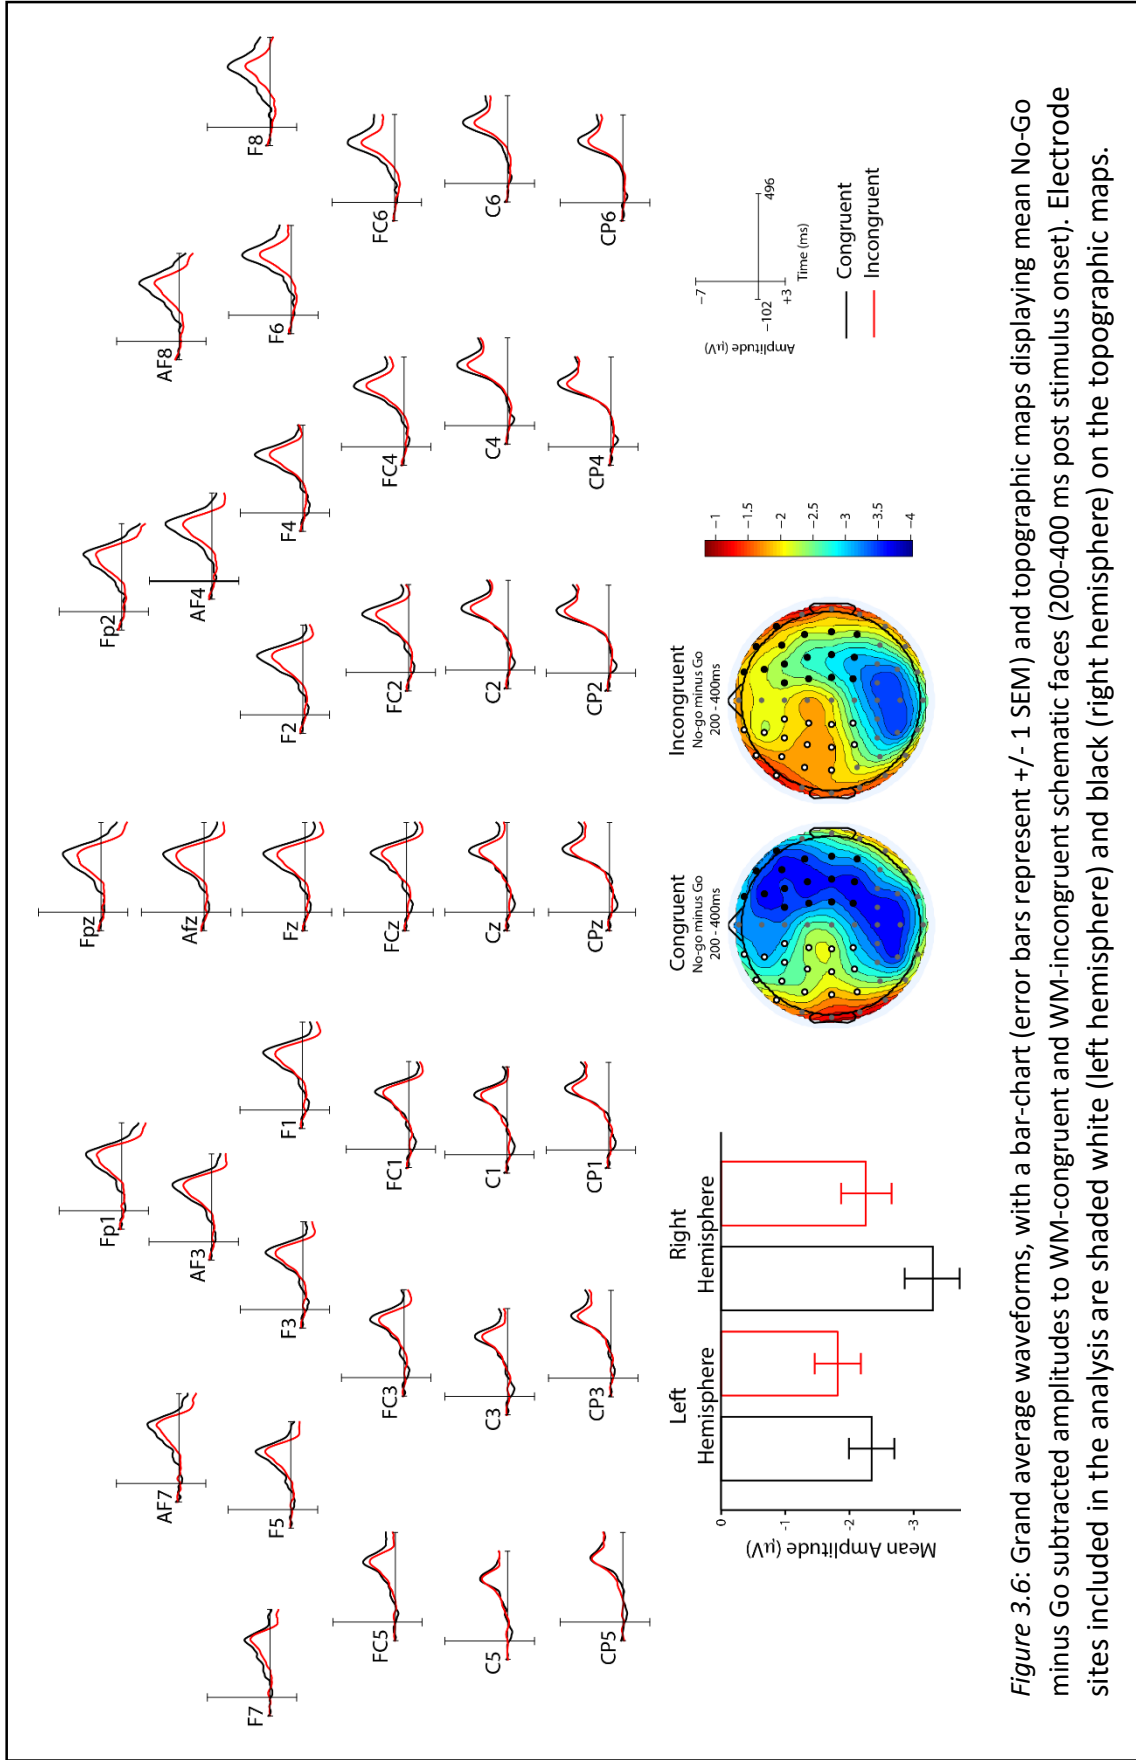 Fpz
Fp1
Fp2
AF7
AF3
Afz
AF4
AF8
F7
F5
F3
F1
Fz
F2
F4
F6
F8
FC5
FC3
FC1
FCz
FC2
FC4
FC6
C5
C3
C1
Cz
C2
C4
C6
CP5
CP3
CP1
CPz
CP2
CP4
CP6
Mean Amplitude (µV)
0
-1
-2
-3
Left
Hemisphere
Right
Hemisphere
Congruent
No-go minus Go
200 - 400ms
Incongruent
No-go minus Go
200 - 400ms
−1
−1.5
−2
−2.5
−3
−3.5
−4
Amplitude (µV)
−7
+3
−102
496
Time (ms)
Congruent
Incongruent
Figure 3.6: Grand average waveforms, with a bar-chart (error bars represent +/- 1 SEM) and topographic maps displaying mean No-Go
minus Go subtracted amplitudes to WM-congruent and WM-incongruent schematic faces (200-400 ms post stimulus onset). Electrode
sites included in the analysis are shaded white (left hemisphere) and black (right hemisphere) on the topographic maps.